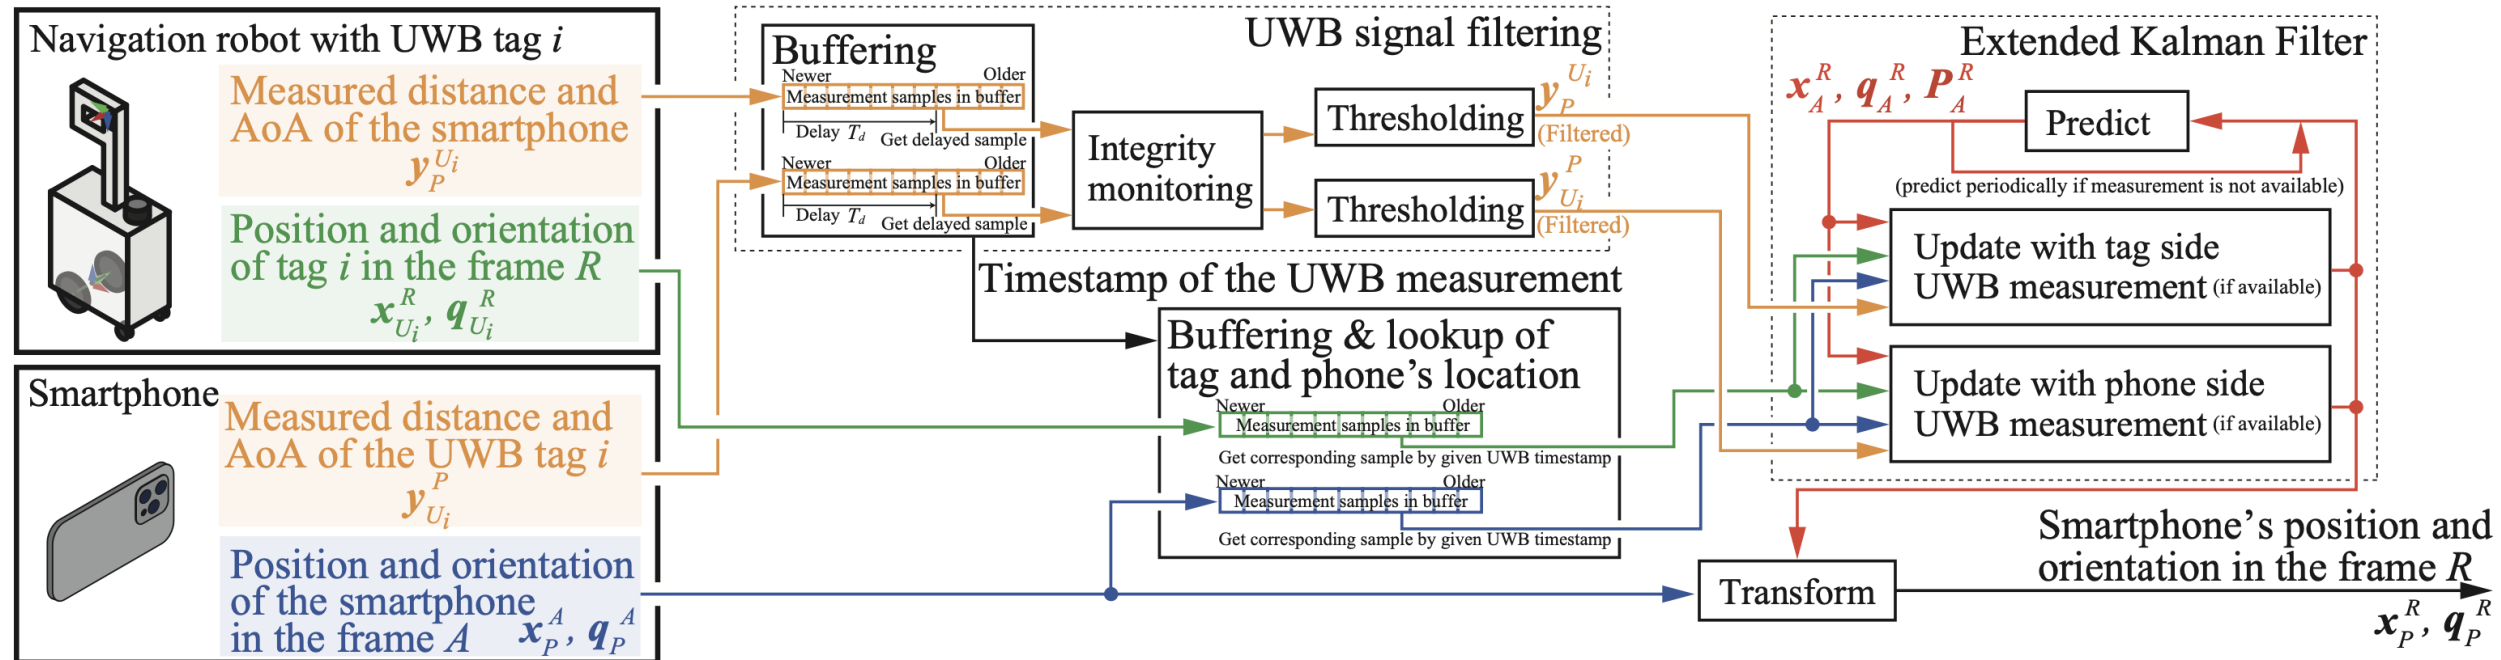 Navigation robot with UWB tag i
Measured distance and
AoA of the smartphone
y_P^{U_i}
Position and orientation
of tag i in the frame R
x_{U_i}^R, q_{U_i}^R
Smartphone
Measured distance and
AoA of the UWB tag i
y_{U_i}^P
Position and orientation
of the smartphone
in the frame A x_P^A, q_P^A
UWB signal filtering
Buffering
Newer Older
Measurement samples in buffer
Delay T_d Get delayed sample
Newer Older
Measurement samples in buffer
Delay T_d Get delayed sample
Integrity
monitoring
Thresholding
y_P^{U_i}
(Filtered)
Thresholding
y_{U_i}^P
(Filtered)
Timestamp of the UWB measurement
Buffering & lookup of
tag and phone's location
Newer Older
Measurement samples in buffer
Get corresponding sample by given UWB timestamp
Newer Older
Measurement samples in buffer
Get corresponding sample by given UWB timestamp
Extended Kalman Filter
x_A^R, q_A^R, P_A^R
Predict
(predict periodically if measurement is not available)
Update with tag side
UWB measurement (if available)
Update with phone side
UWB measurement (if available)
Transform
Smartphone's position and
orientation in the frame R
x_P^R, q_P^R